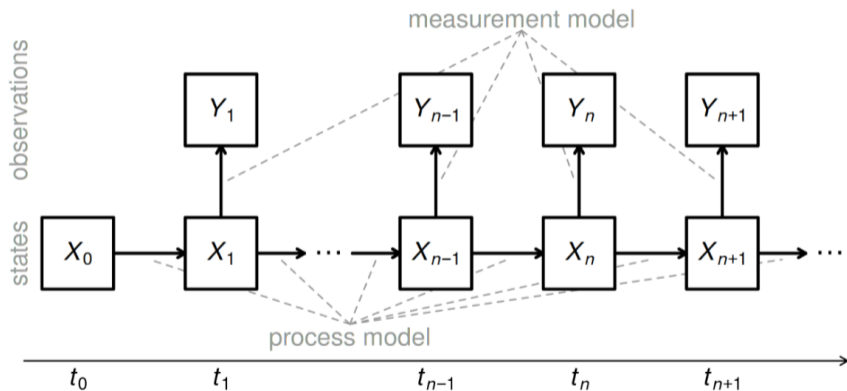 measurement model
observations
Y₁ Yₙ₋₁ Yₙ Yₙ₊₁
states
X₀ X₁ ... Xₙ₋₁ Xₙ Xₙ₊₁ ...
process model
t₀ t₁ tₙ₋₁ tₙ tₙ₊₁